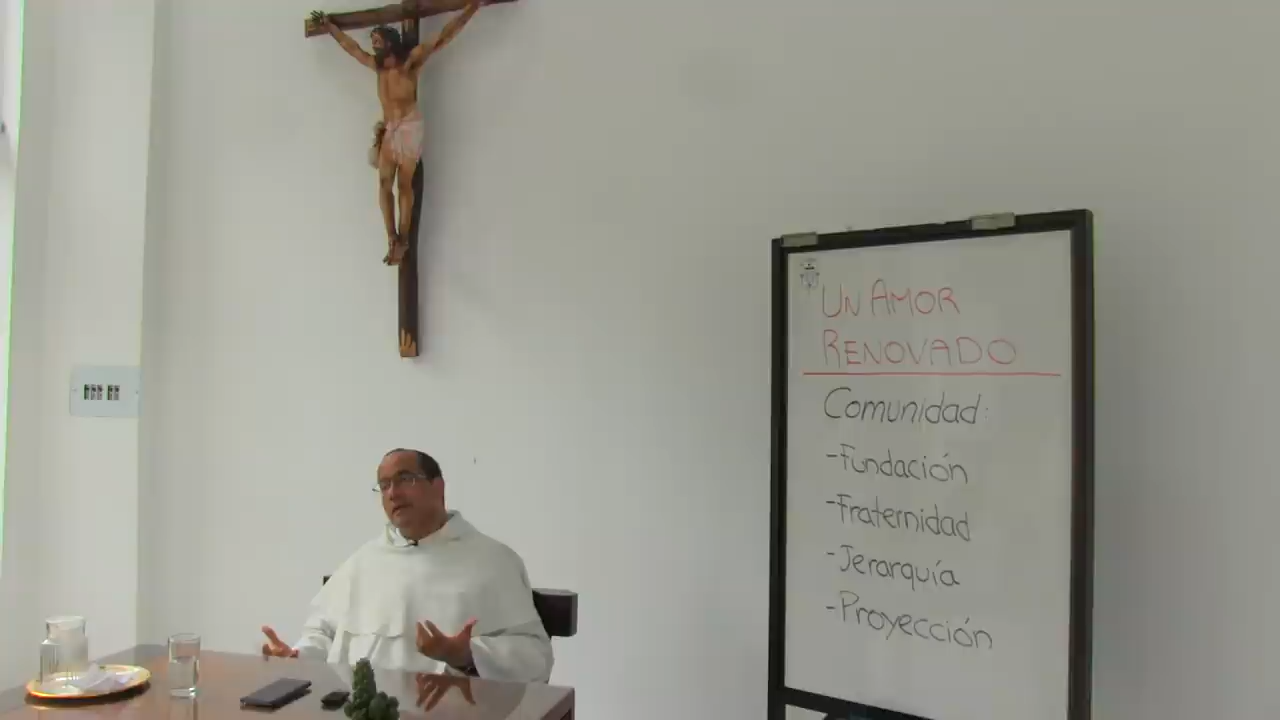 UN AMOR
RENOVADO
Comunidad:
-Fundación
-Fraternidad
-Jerarquía
-Proyección